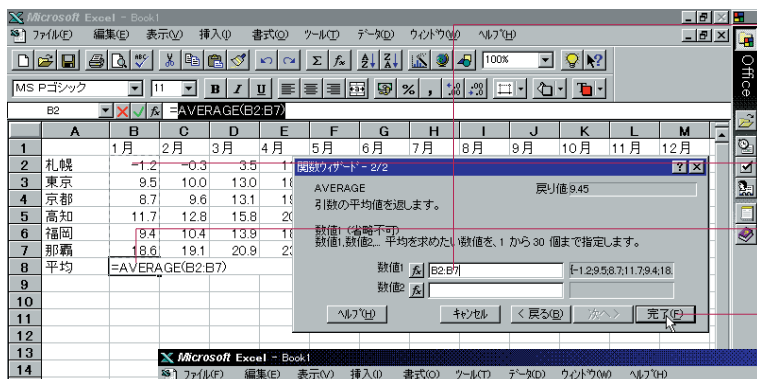 Microsoft Excel - Book1
ファイル(F) 編集(E) 表示(V) 挿入(I) 書式(O) ツール(T) データ(D) ウィンドウ(W) ヘルプ(H)
100%
MS Pゴシック 11 B I U % ,
B2 =AVERAGE(B2:B7)
A B C D E F G H I J K L M
1 1月 2月 3月 4月 5月 6月 7月 8月 9月 10月 11月 12月
2 札幌 -1.2 -0.3 3.5
3 東京 9.5 10.0 13.0
4 京都 8.7 9.6 13.1
5 高知 11.7 12.8 15.8
6 福岡 9.4 10.4 13.9
7 那覇 18.6 19.1 20.9
8 平均 =AVERAGE(B2:B7)
9
10
11
12
13
14
関数ウィザード - 2/2
AVERAGE 戻り値 9.45
引数の平均値を返します。
数値1 (省略不可)
数値1,数値2,... 平均を求めたい数値を、1 から 30 個まで指定します。
数値1 fx B2:B7 {-1.2;9.5;8.7;11.7;9.4;18.
数値2 fx
ヘルプ(H) キャンセル < 戻る(B) 次へ > 完了(F)
Office
Microsoft Excel - Book1
ファイル(F) 編集(E) 表示(V) 挿入(I) 書式(O) ツール(T) データ(D) ウィンドウ(W) ヘルプ(H)